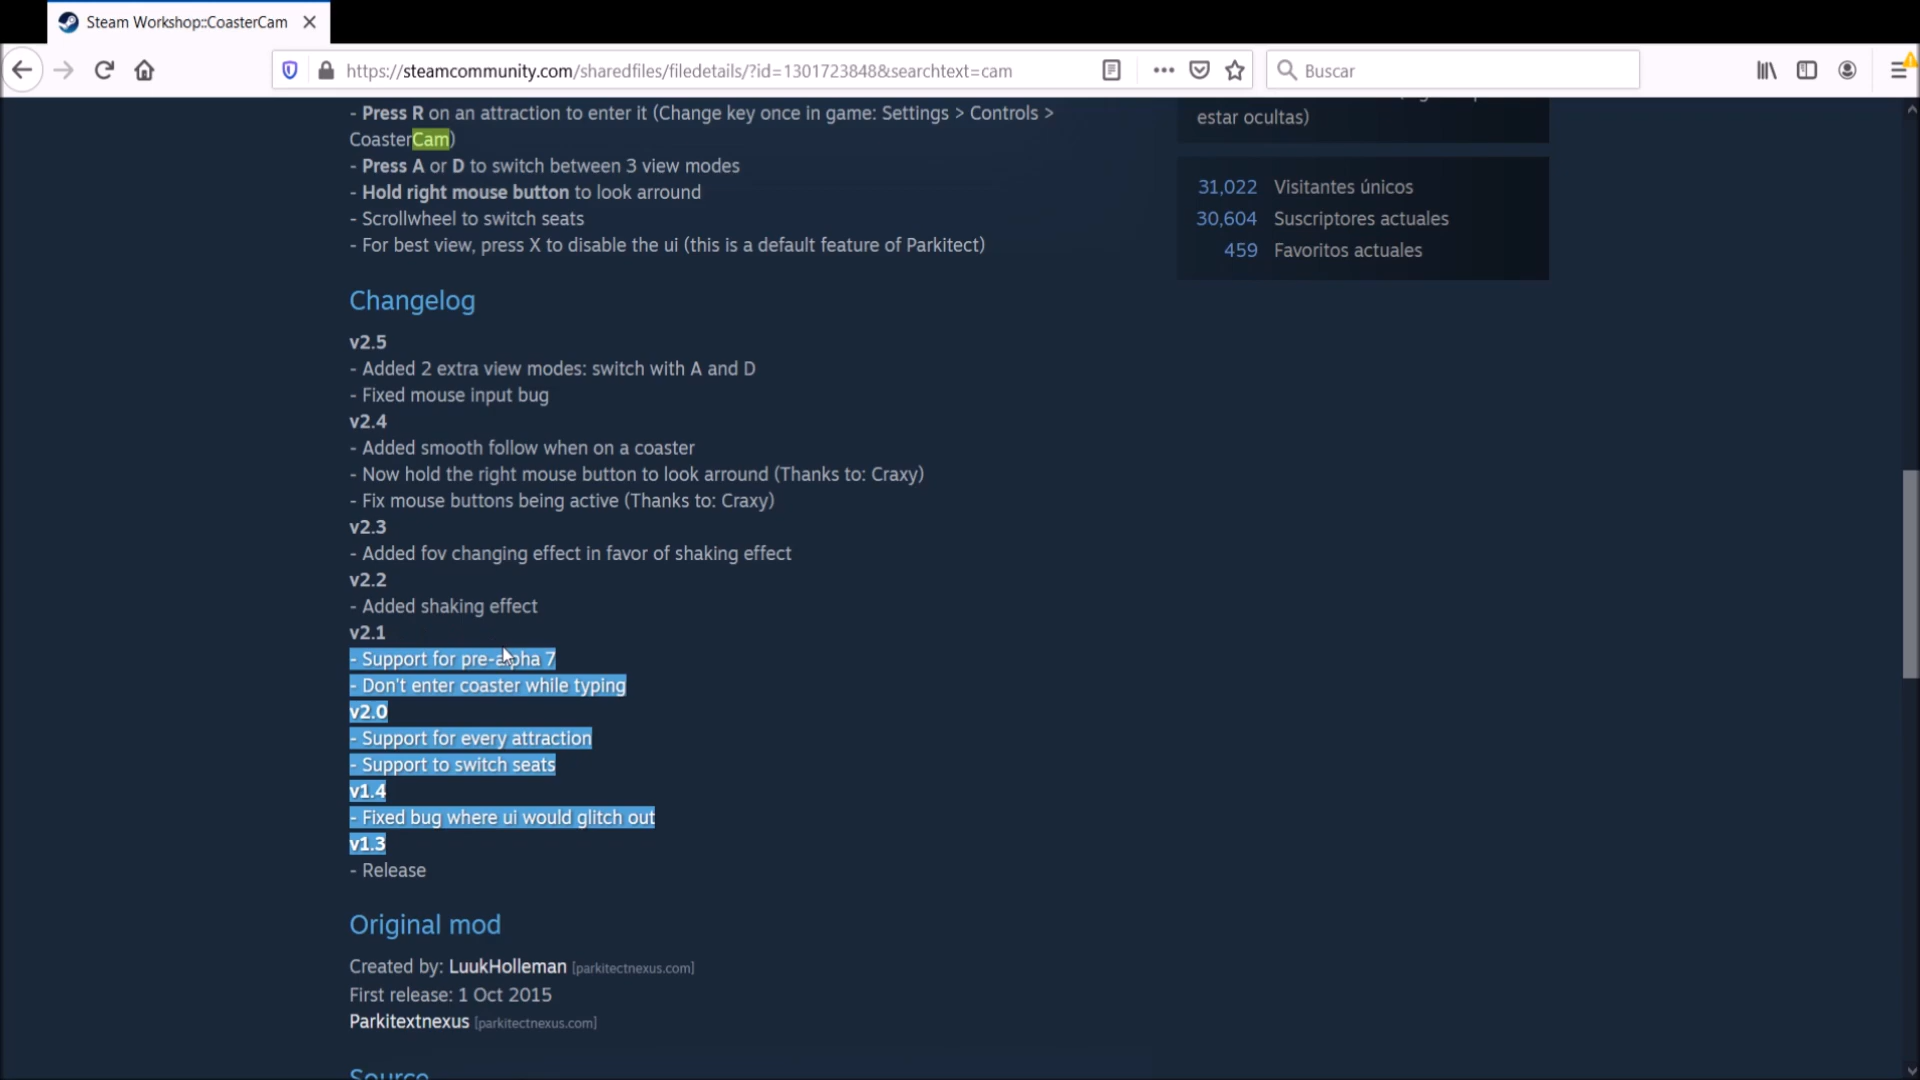 Steam Workshop::CoasterCam
https://steamcommunity.com/sharedfiles/filedetails/?id=1301723848&searchtext=cam
Buscar
- Press R on an attraction to enter it (Change key once in game: Settings > Controls >
CoasterCam)
- Press A or D to switch between 3 view modes
- Hold right mouse button to look arround
- Scrollwheel to switch seats
- For best view, press X to disable the ui (this is a default feature of Parkitect)
Changelog
v2.5
- Added 2 extra view modes: switch with A and D
- Fixed mouse input bug
v2.4
- Added smooth follow when on a coaster
- Now hold the right mouse button to look arround (Thanks to: Craxy)
- Fix mouse buttons being active (Thanks to: Craxy)
v2.3
- Added fov changing effect in favor of shaking effect
v2.2
- Added shaking effect
v2.1
- Support for pre-alpha 7
- Don't enter coaster while typing
v2.0
- Support for every attraction
- Support to switch seats
v1.4
- Fixed bug where ui would glitch out
v1.3
- Release
Original mod
Created by: LuukHolleman [parkitectnexus.com]
First release: 1 Oct 2015
Parkitextnexus [parkitectnexus.com]
Source
estar ocultas)
31,022 Visitantes únicos
30,604 Suscriptores actuales
459 Favoritos actuales